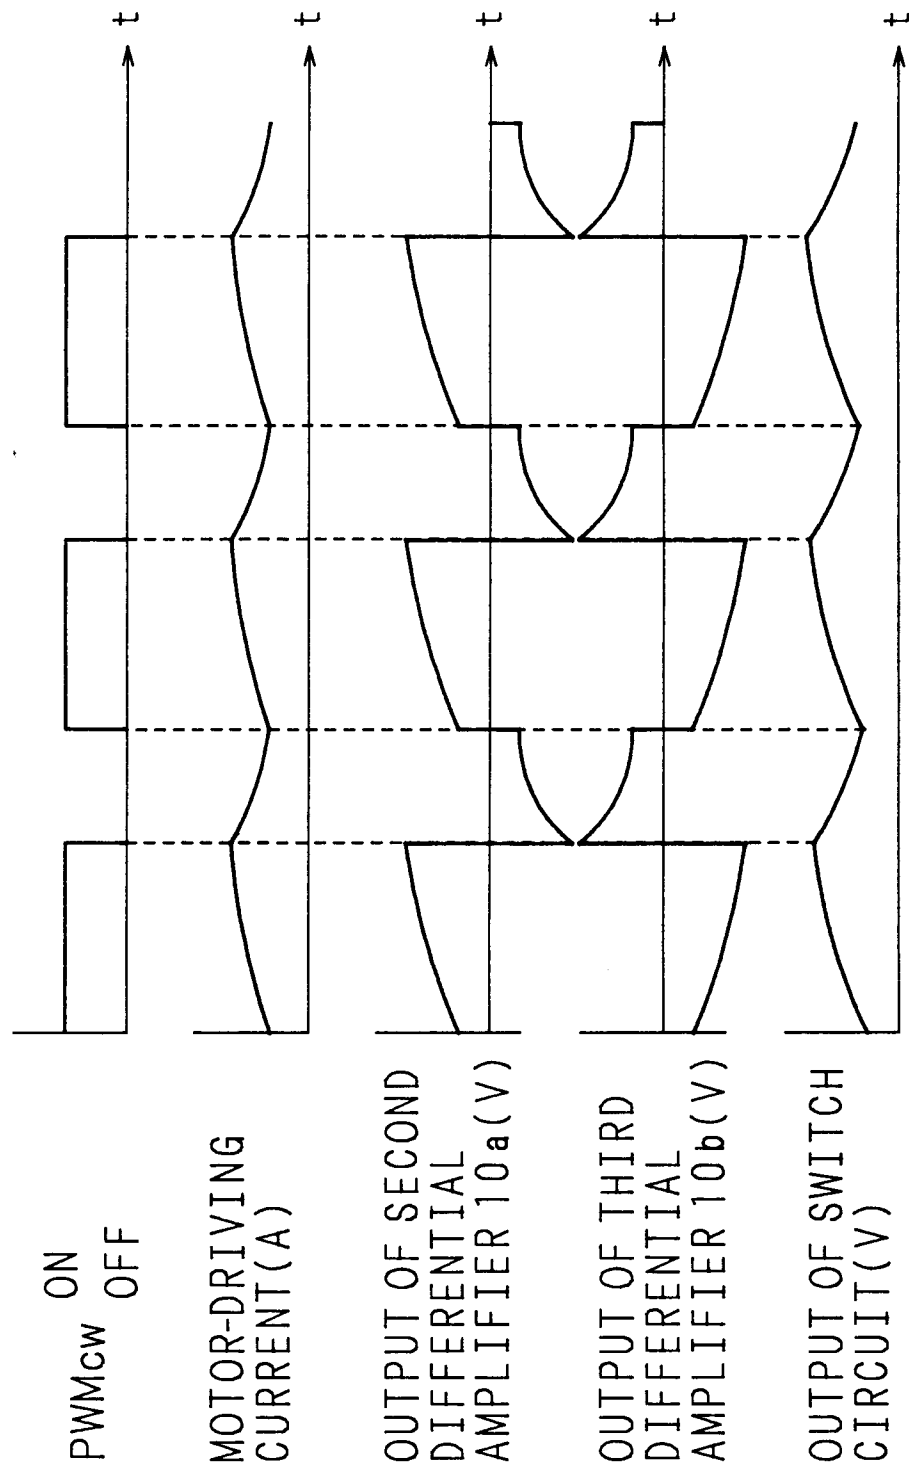 PWMcw ON
OFF
t
MOTOR-DRIVING
CURRENT(A)
t
OUTPUT OF SECOND
DIFFERENTIAL
AMPLIFIER 10a(V)
t
OUTPUT OF THIRD
DIFFERENTIAL
AMPLIFIER 10b(V)
t
OUTPUT OF SWITCH
CIRCUIT(V)
t